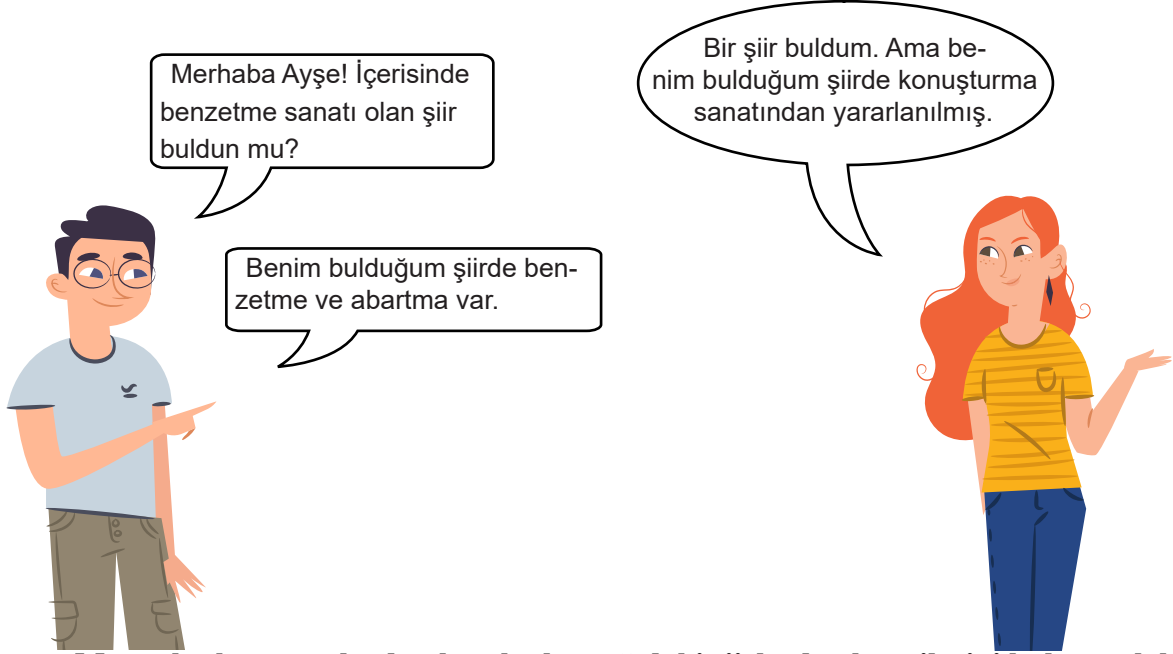 Merhaba Ayşe! İçerisinde
benzetme sanatı olan şiir
buldun mu?
Bir şiir buldum. Ama be-
nim bulduğum şiirde konuşturma
sanatından yararlanılmış.
Benim bulduğum şiirde ben-
zetme ve abartma var.